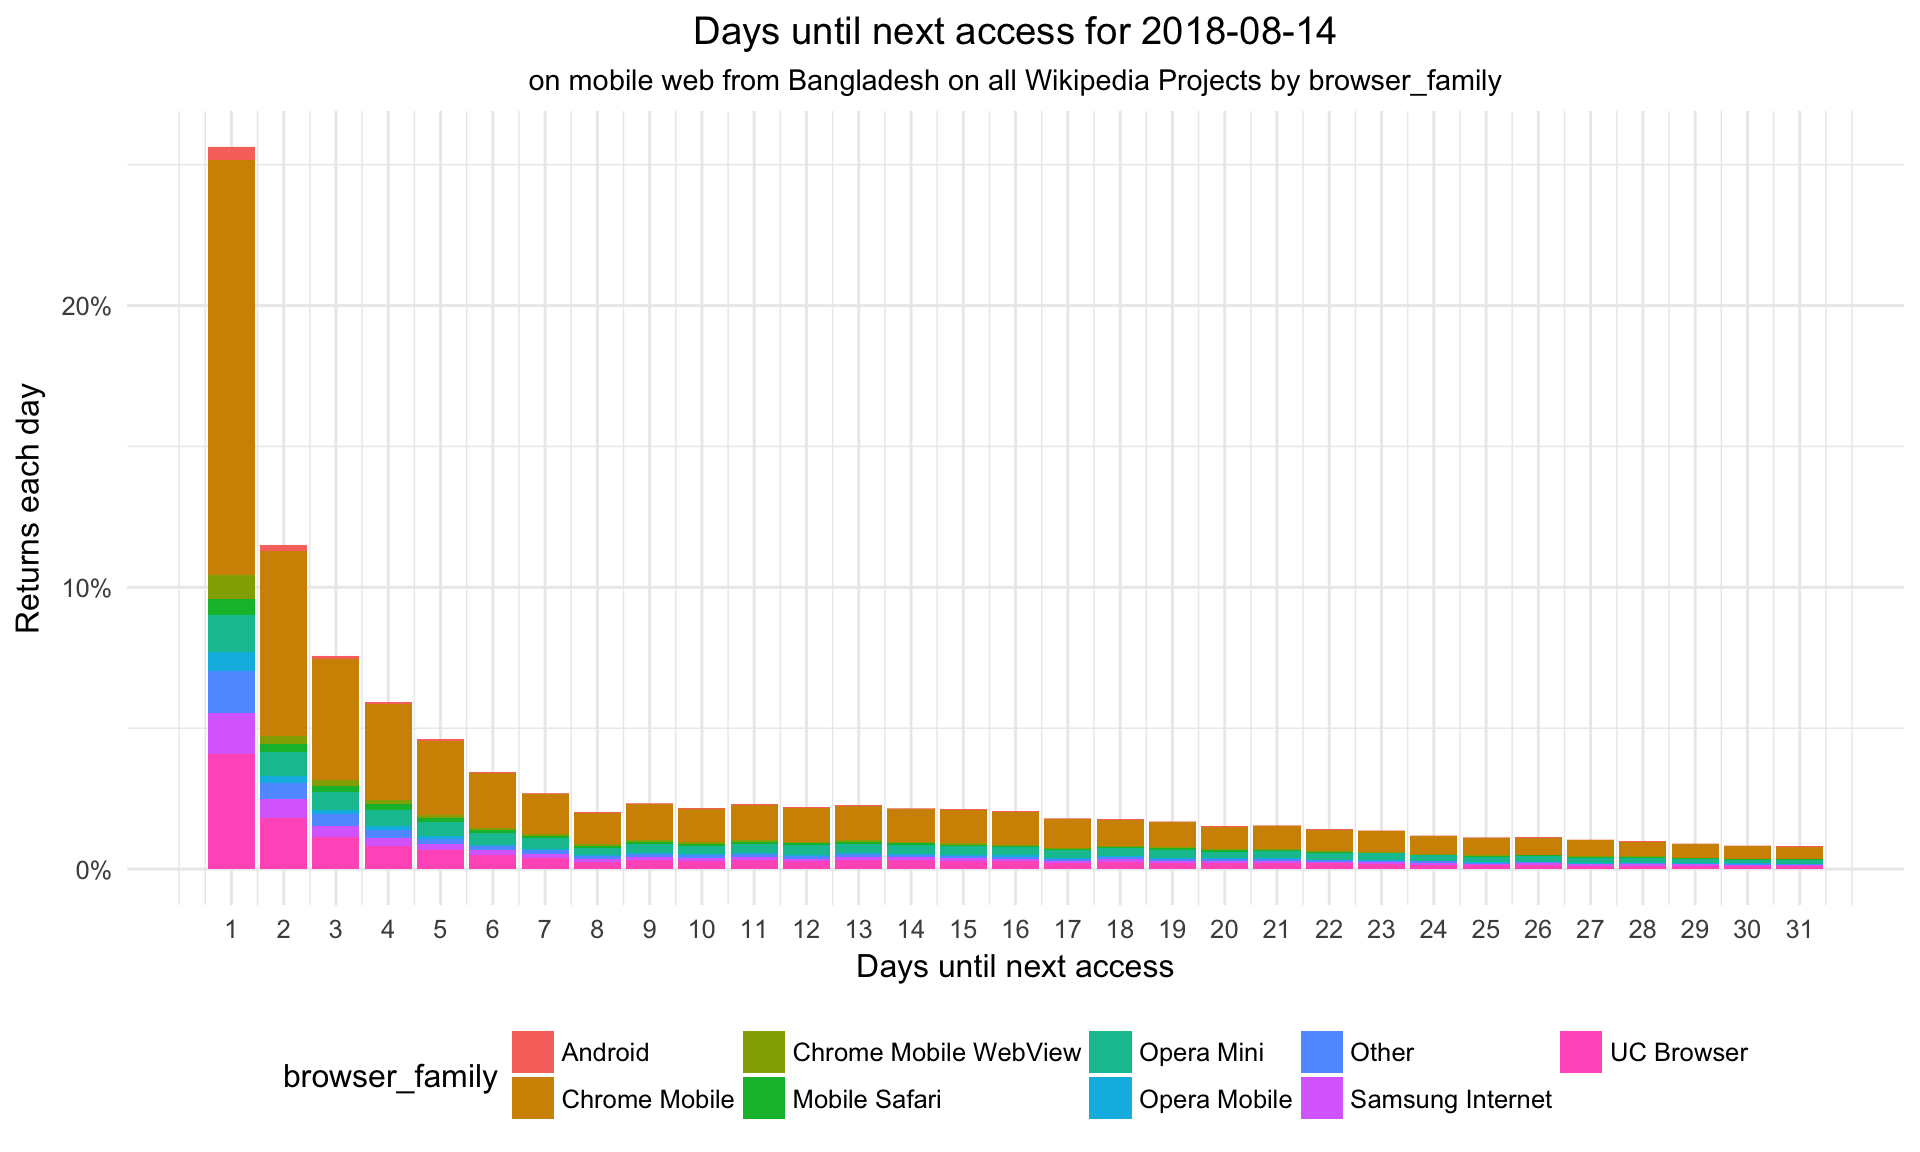 Days until next access for 2018-08-14
on mobile web from Bangladesh on all Wikipedia Projects by browser_family
Returns each day
20%
10%
0%
1 2 3 4 5 6 7 8 9 10 11 12 13 14 15 16 17 18 19 20 21 22 23 24 25 26 27 28 29 30 31
Days until next access
browser_family
Android Chrome Mobile WebView Opera Mini Other UC Browser
Chrome Mobile Mobile Safari Opera Mobile Samsung Internet